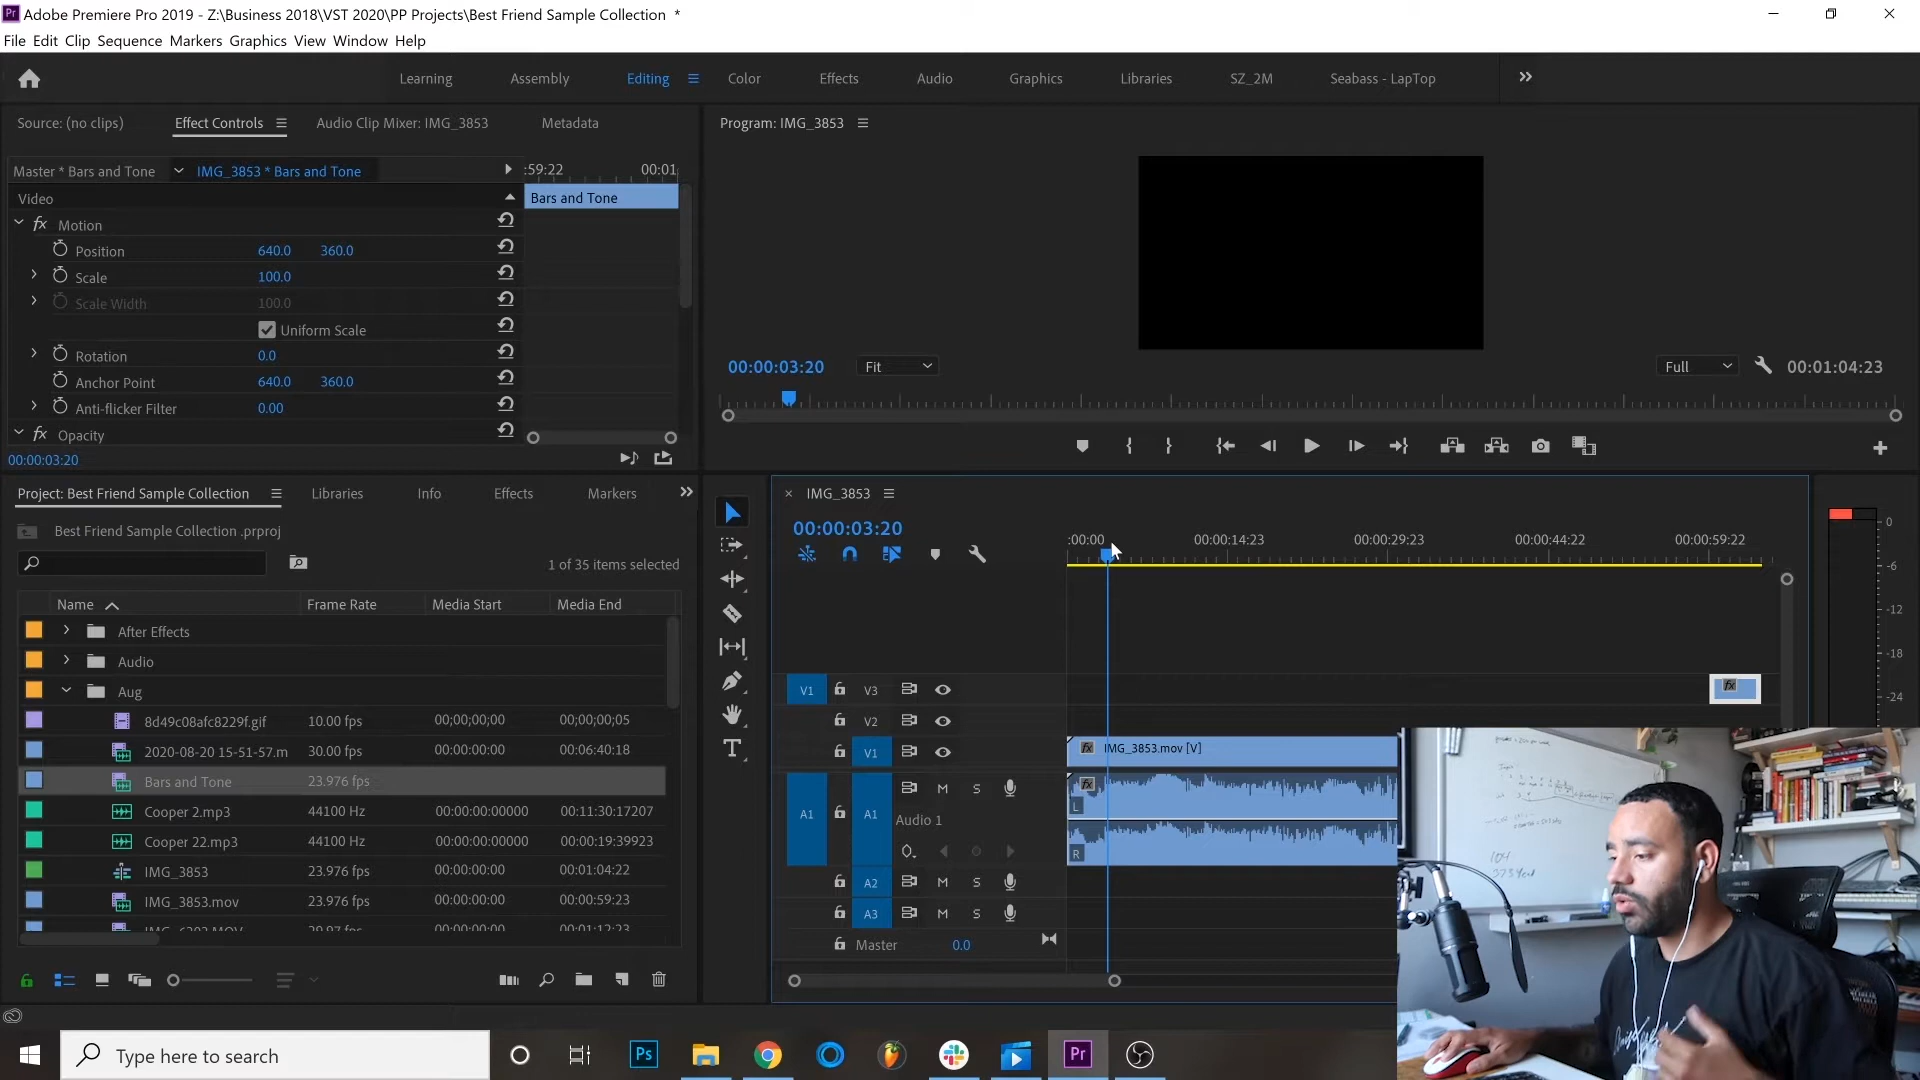 Adobe Premiere Pro 2019 - Z:\Business 2018\VST 2020\PP Projects\Best Friend Sample Collection *
File Edit Clip Sequence Markers Graphics View Window Help
Learning Assembly Editing Color Effects Audio Graphics Libraries SZ_2M Seabass - LapTop
Source: (no clips) Effect Controls Audio Clip Mixer: IMG_3853 Metadata
Master * Bars and Tone IMG_3853 * Bars and Tone :59:22 00:01
Video Bars and Tone
fx Motion
Position 640.0 360.0
Scale 100.0
Scale Width 100.0
Uniform Scale
Rotation 0.0
Anchor Point 640.0 360.0
Anti-flicker Filter 0.00
fx Opacity
00:00:03:20
Program: IMG_3853
00:00:03:20 Fit Full 00:01:04:23
Project: Best Friend Sample Collection Libraries Info Effects Markers
Best Friend Sample Collection .prproj
1 of 35 items selected
Name Frame Rate Media Start Media End
After Effects
Audio
Aug
8d49c08afc8229f.gif 10.00 fps 00;00;00;00 00;00;00;05
2020-08-20 15-51-57.m 30.00 fps 00:00:00:00 00:06:40:18
Bars and Tone 23.976 fps
Cooper 2.mp3 44100 Hz 00:00:00:00000 00:11:30:17207
Cooper 22.mp3 44100 Hz 00:00:00:00000 00:00:19:39923
IMG_3853 23.976 fps 00:00:00:00 00:01:04:22
IMG_3853.mov 23.976 fps 00:00:00:00 00:00:59:23
IMG_3853
00:00:03:20
:00:00 00:00:14:23 00:00:29:23 00:00:44:22 00:00:59:22
V1 V3 fx
V2
V1 fx IMG_3853.mov [V]
A1 A1 M S fx L
Audio 1
R
A2 M S
A3 M S
Master 0.0
0
-6
-12
-18
-24
Type here to search
Ps
Pr